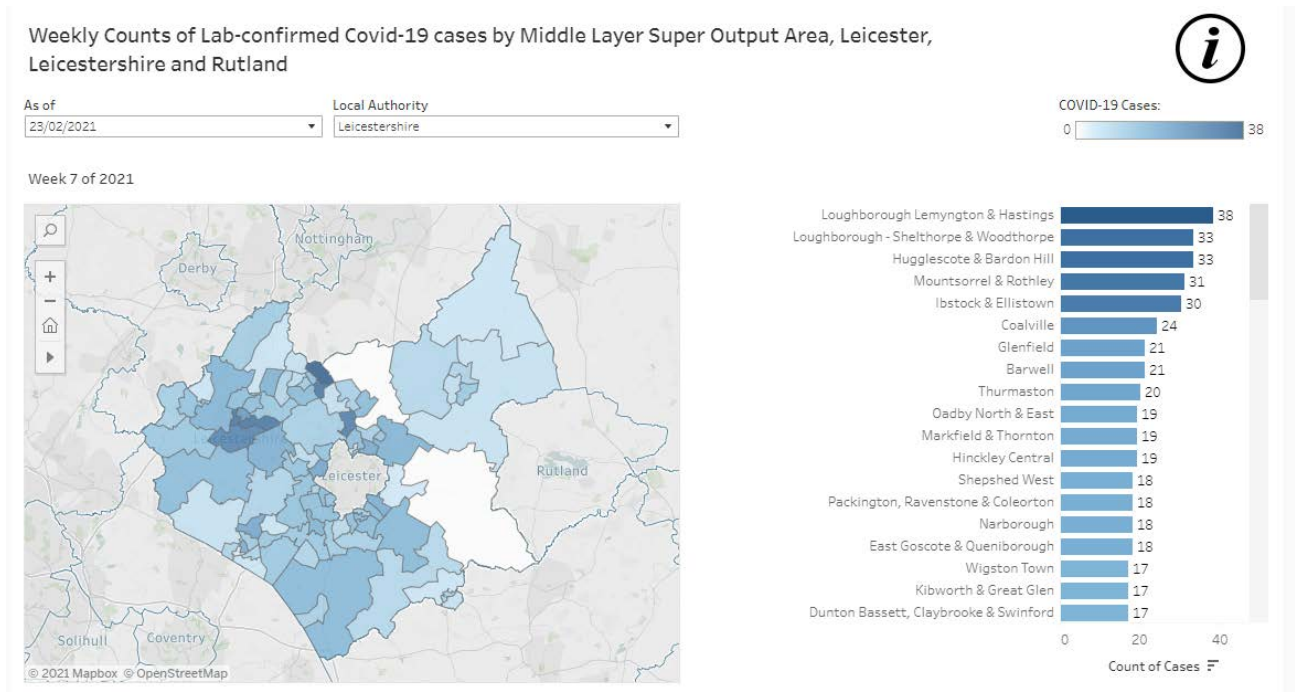 Weekly Counts of Lab-confirmed Covid-19 cases by Middle Layer Super Output Area, Leicester,
Leicestershire and Rutland
i
As of
Local Authority
COVID-19 Cases:
23/02/2021
Leicestershire
0
38
Week 7 of 2021
Nottingham
Derby
Leicestershire
Leicester
Rutland
Solihull
Coventry
© 2021 Mapbox © OpenStreetMap
Loughborough Lemyngton & Hastings 38
Loughborough - Shelthorpe & Woodthorpe 33
Hugglescote & Bardon Hill 33
Mountsorrel & Rothley 31
Ibstock & Ellistown 30
Coalville 24
Glenfield 21
Barwell 21
Thurmaston 20
Oadby North & East 19
Markfield & Thornton 19
Hinckley Central 19
Shepshed West 18
Packington, Ravenstone & Coleorton 18
Narborough 18
East Goscote & Queniborough 18
Wigston Town 17
Kibworth & Great Glen 17
Dunton Bassett, Claybrooke & Swinford 17
0 20 40
Count of Cases